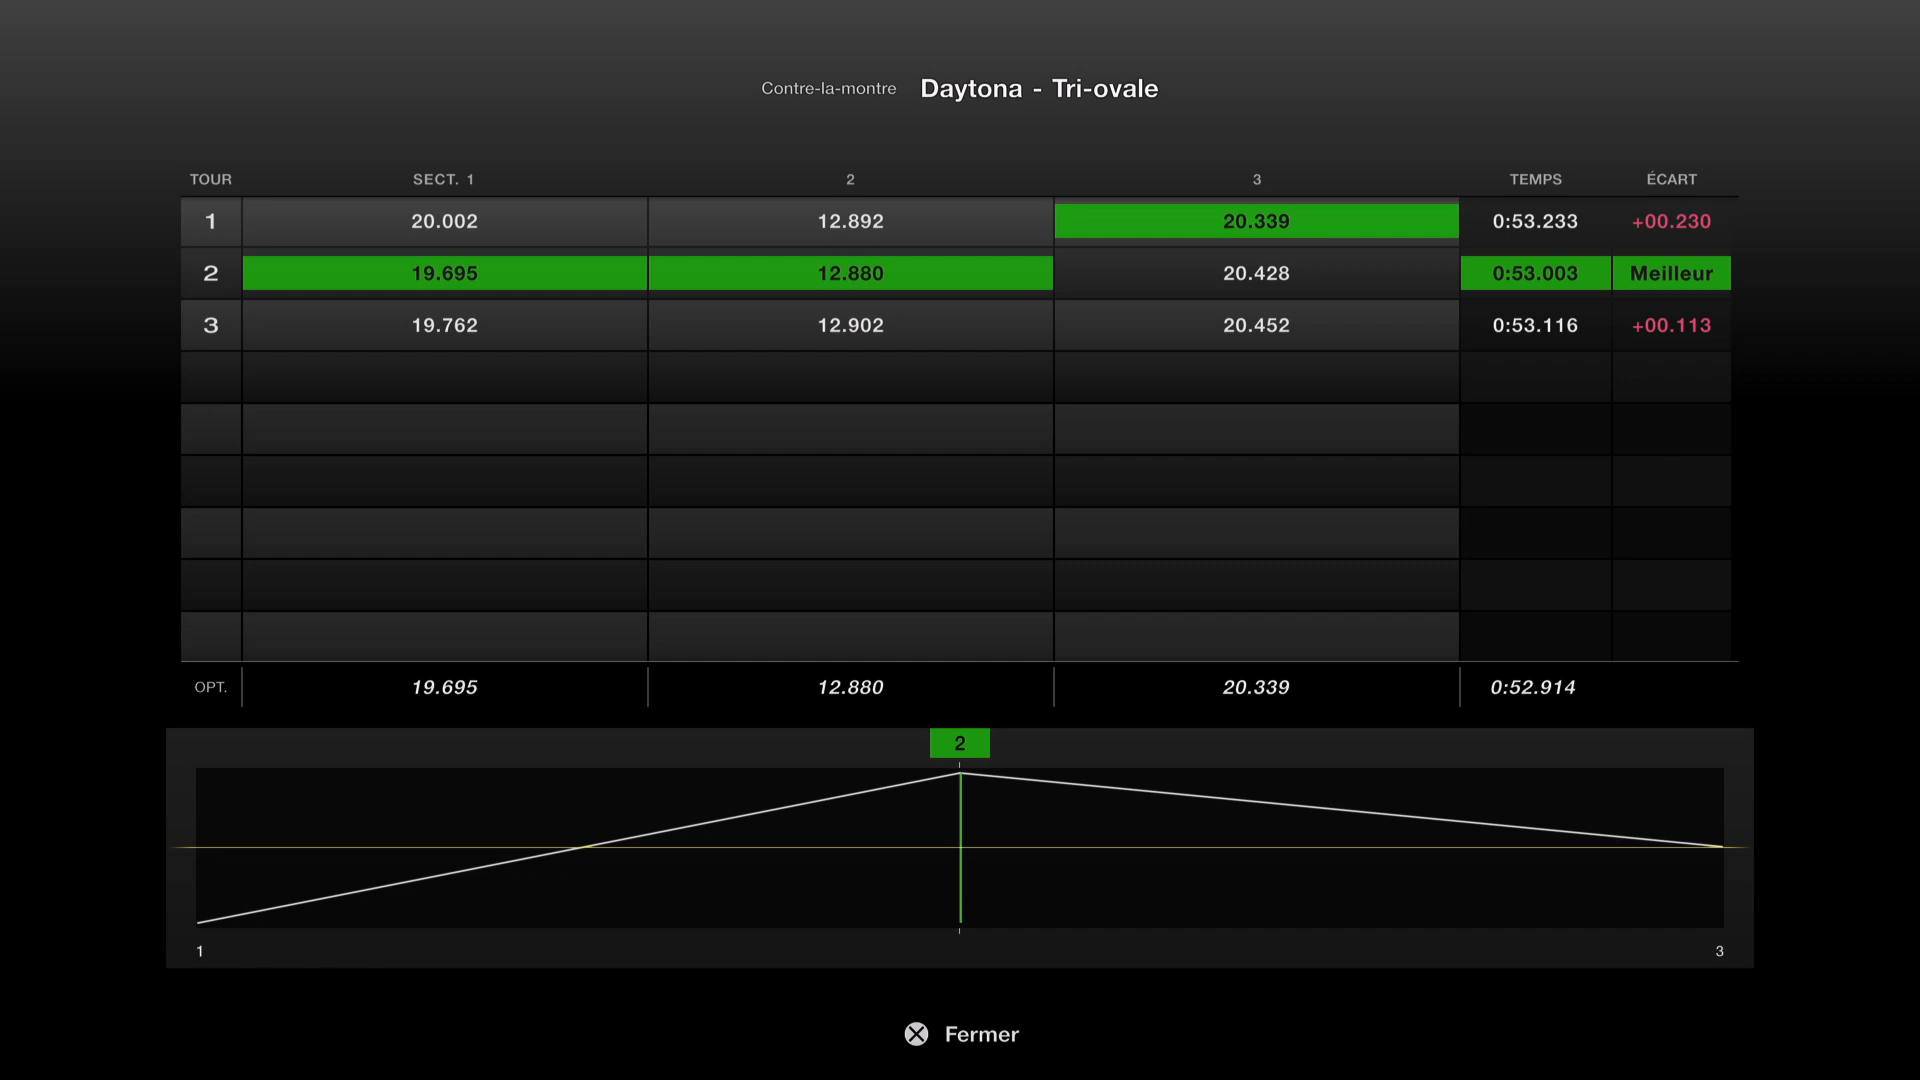 Contre-la-montre Daytona - Tri-ovale
TOUR SECT. 1 2 3 TEMPS ÉCART
1 20.002 12.892 20.339 0:53.233 +00.230
2 19.695 12.880 20.428 0:53.003 Meilleur
3 19.762 12.902 20.452 0:53.116 +00.113
OPT. 19.695 12.880 20.339 0:52.914
2
1 3
Fermer